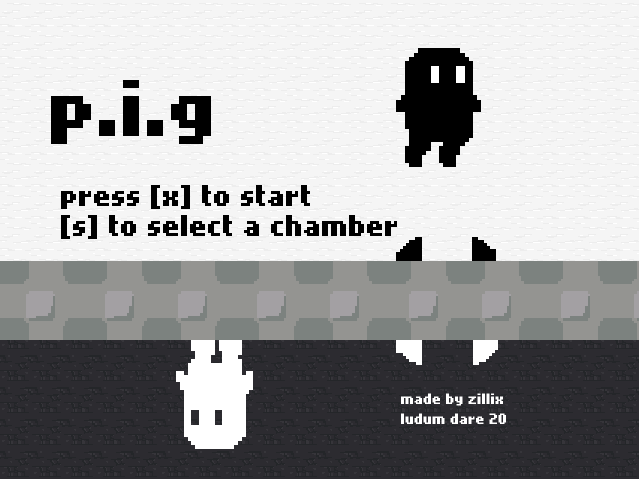 p.i.g
press [x] to start
[s] to select a chamber
made by zillix
ludum dare 20